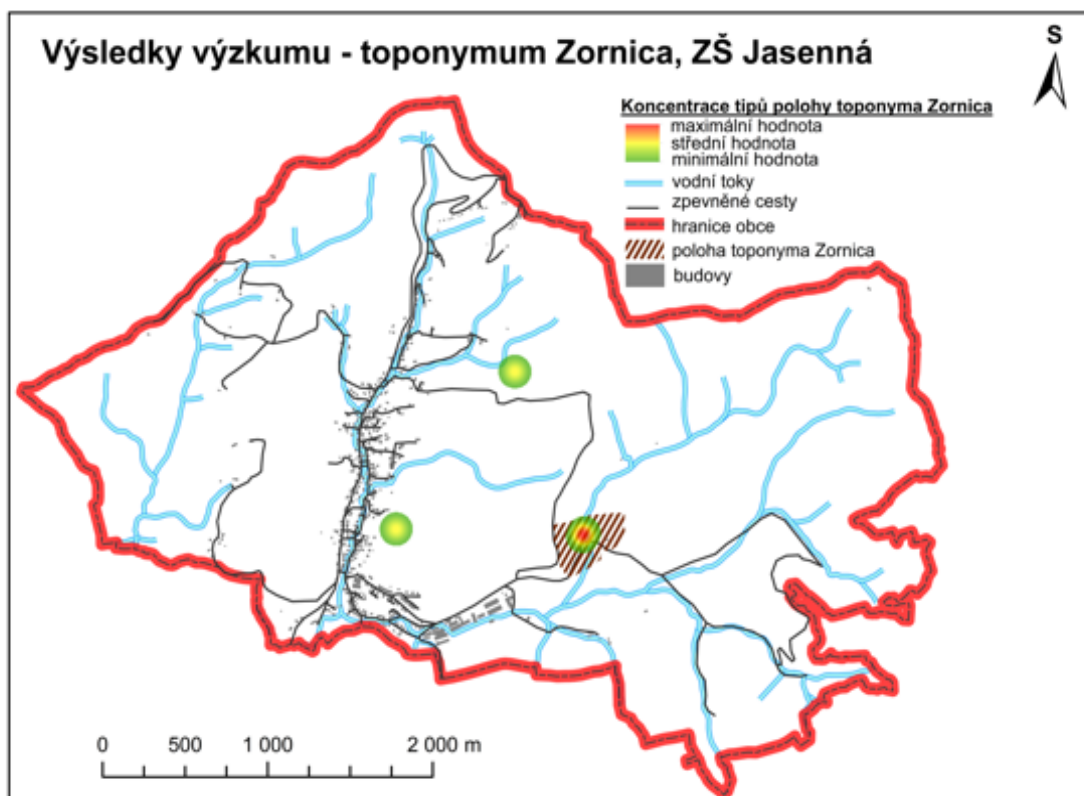 Výsledky výzkumu - toponymum Zornica, ZŠ Jasenná
S
Koncentrace tipů polohy toponyma Zornica
maximální hodnota
střední hodnota
minimální hodnota
vodní toky
zpevněné cesty
hranice obce
poloha toponyma Zornica
budovy
0 500 1 000 2 000 m